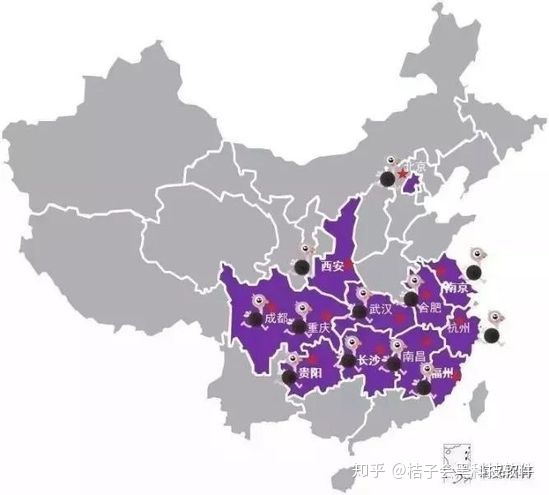 北京
西安
南京
成都
重庆
武汉
合肥
杭州
贵阳
长沙
南昌
福州
知乎 @桔子会黑科技软件